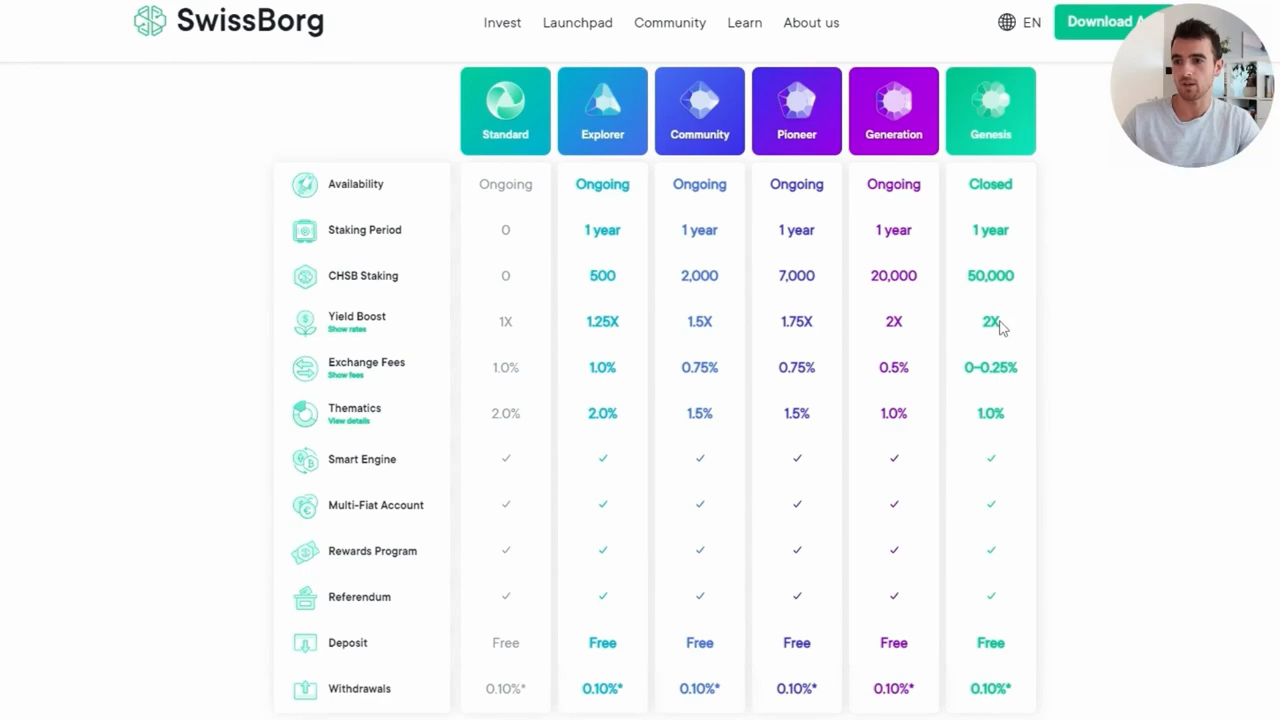 SwissBorg
Invest Launchpad Community Learn About us
EN
Download
Standard Explorer Community Pioneer Generation Genesis
Availability Ongoing Ongoing Ongoing Ongoing Ongoing Closed
Staking Period 0 1 year 1 year 1 year 1 year 1 year
CHSB Staking 0 500 2,000 7,000 20,000 50,000
Yield Boost 1X 1.25X 1.5X 1.75X 2X 2X
Show rates
Exchange Fees 1.0% 1.0% 0.75% 0.75% 0.5% 0-0.25%
Show fees
Thematics 2.0% 2.0% 1.5% 1.5% 1.0% 1.0%
View details
Smart Engine ✓ ✓ ✓ ✓ ✓ ✓
Multi-Fiat Account ✓ ✓ ✓ ✓ ✓ ✓
Rewards Program ✓ ✓ ✓ ✓ ✓ ✓
Referendum ✓ ✓ ✓ ✓ ✓ ✓
Deposit Free Free Free Free Free Free
Withdrawals 0.10%* 0.10%* 0.10%* 0.10%* 0.10%* 0.10%*